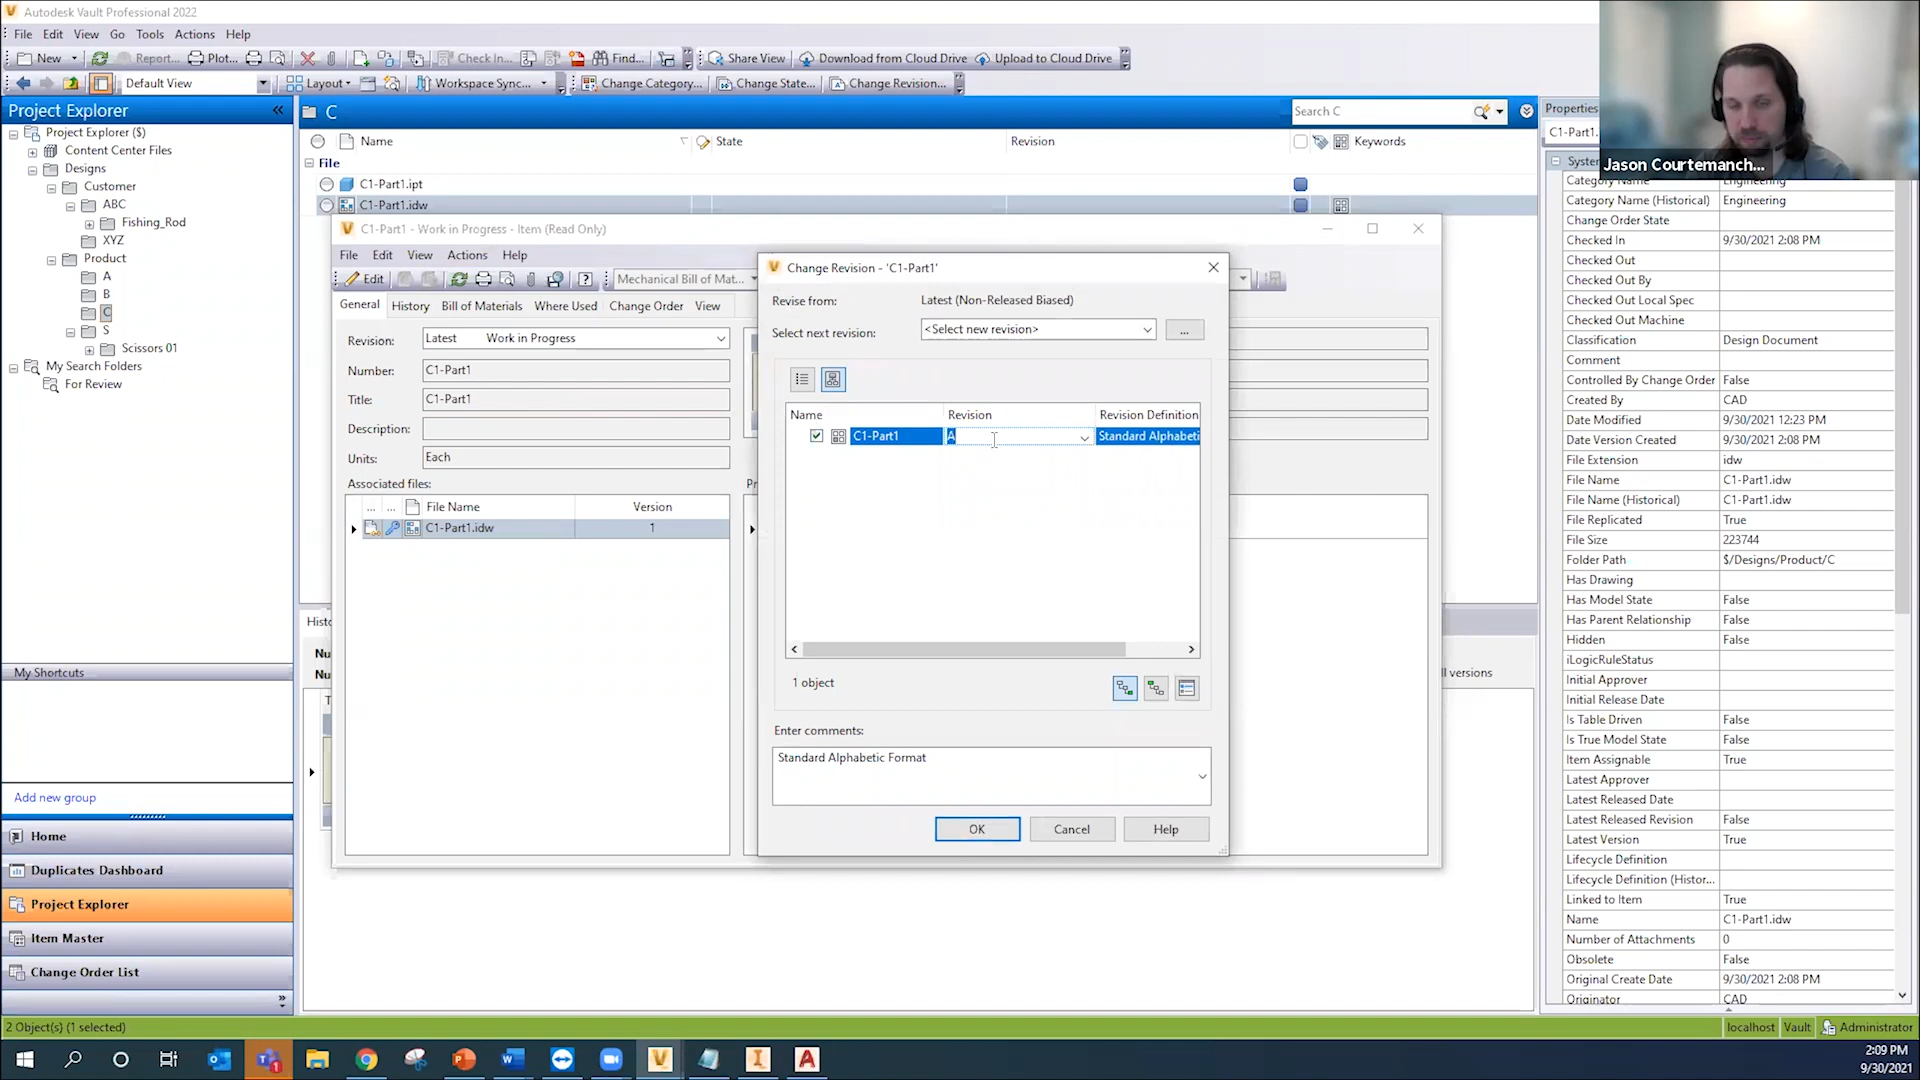 Autodesk Vault Professional 2022
File Edit View Go Tools Actions Help
New Report... Plot... Check In... Find... Share View Download from Cloud Drive Upload to Cloud Drive
Default View Layout Workspace Sync... Change Category... Change State... Change Revision...
Project Explorer «
Project Explorer ($)
Content Center Files
Designs
Customer
ABC
Fishing_Rod
XYZ
Product
A
B
C
S
Scissors 01
My Search Folders
For Review
My Shortcuts
Add new group
Home
Duplicates Dashboard
Project Explorer
Item Master
Change Order List
»
C
Search C
Name State Revision Keywords
File
C1-Part1.ipt
C1-Part1.idw
C1-Part1 - Work in Progress - Item (Read Only)
File Edit View Actions Help
Edit Mechanical Bill of Mat...
General History Bill of Materials Where Used Change Order View
Revision: Latest Work in Progress
Number: C1-Part1
Title: C1-Part1
Description:
Units: Each
Associated files: Pr
... ... File Name Version
C1-Part1.idw 1
Histo
Nu
Nu
T
ll versions
Change Revision - 'C1-Part1'
Revise from: Latest (Non-Released Biased)
Select next revision: <Select new revision> ...
Name Revision Revision Definition
C1-Part1 A Standard Alphabeti
1 object
Enter comments:
Standard Alphabetic Format
OK Cancel Help
Jason Courtemanch...
Properties
C1-Part1.
Syste
Category Name Engineering
Category Name (Historical) Engineering
Change Order State
Checked In 9/30/2021 2:08 PM
Checked Out
Checked Out By
Checked Out Local Spec
Checked Out Machine
Classification Design Document
Comment
Controlled By Change Order False
Created By CAD
Date Modified 9/30/2021 12:23 PM
Date Version Created 9/30/2021 2:08 PM
File Extension idw
File Name C1-Part1.idw
File Name (Historical) C1-Part1.idw
File Replicated True
File Size 223744
Folder Path $/Designs/Product/C
Has Drawing
Has Model State False
Has Parent Relationship False
Hidden False
iLogicRuleStatus
Initial Approver
Initial Release Date
Is Table Driven False
Is True Model State False
Item Assignable True
Latest Approver
Latest Released Date
Latest Released Revision False
Latest Version True
Lifecycle Definition
Lifecycle Definition (Histor...
Linked to Item True
Name C1-Part1.idw
Number of Attachments 0
Obsolete False
Original Create Date 9/30/2021 2:08 PM
Originator CAD
2 Object(s) (1 selected)
localhost Vault Administrator
2:09 PM
9/30/2021